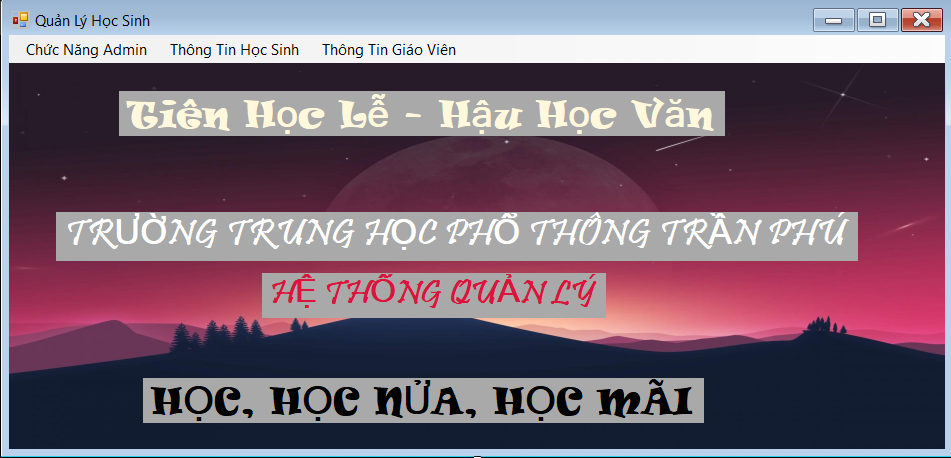 Quản Lý Học Sinh
Chức Năng Admin Thông Tin Học Sinh Thông Tin Giáo Viên
Tiên Học Lễ - Hậu Học Văn
TRƯỜNG TRUNG HỌC PHỔ THÔNG TRẦN PHÚ
HỆ THỐNG QUẢN LÝ
HỌC, HỌC NỬA, HỌC MÃI